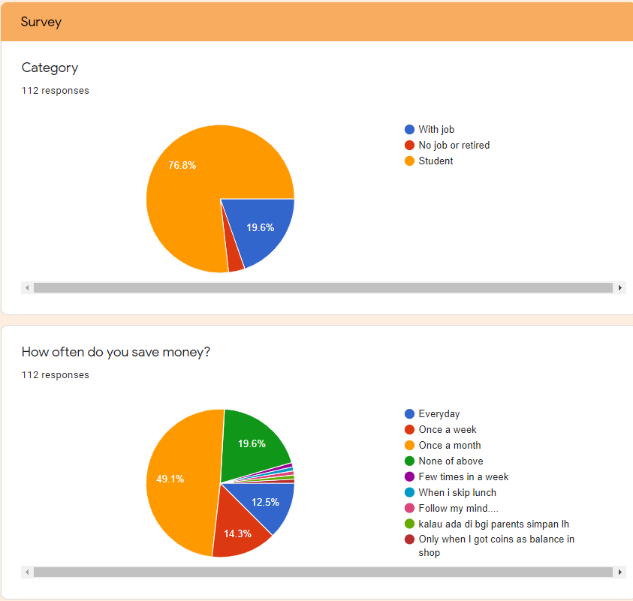 Survey
Category
112 responses
76.8%
19.6%
With job
No job or retired
Student
How often do you save money?
112 responses
19.6%
49.1%
12.5%
14.3%
Everyday
Once a week
Once a month
None of above
Few times in a week
When i skip lunch
Follow my mind....
kalau ada di bgi parents simpan lh
Only when I got coins as balance in
shop